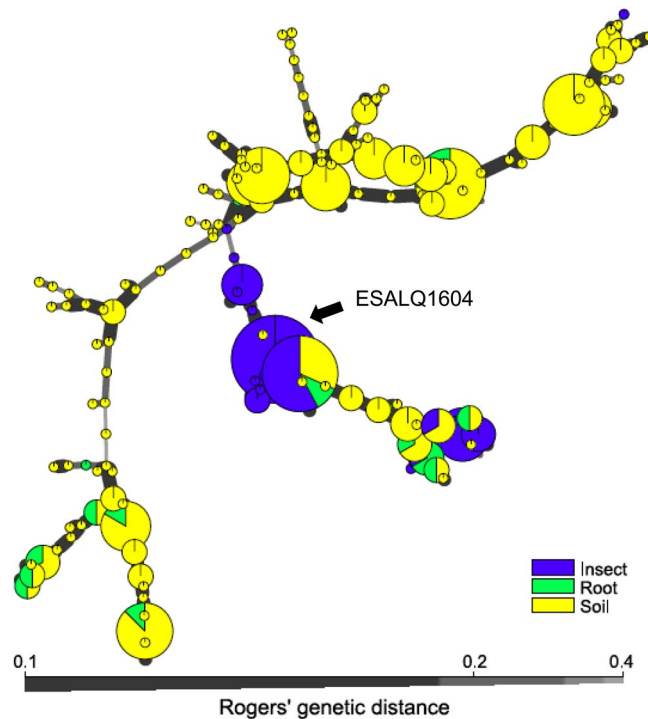 ESALQ1604
Insect
Root
Soil
0.1 0.2 0.4
Rogers' genetic distance